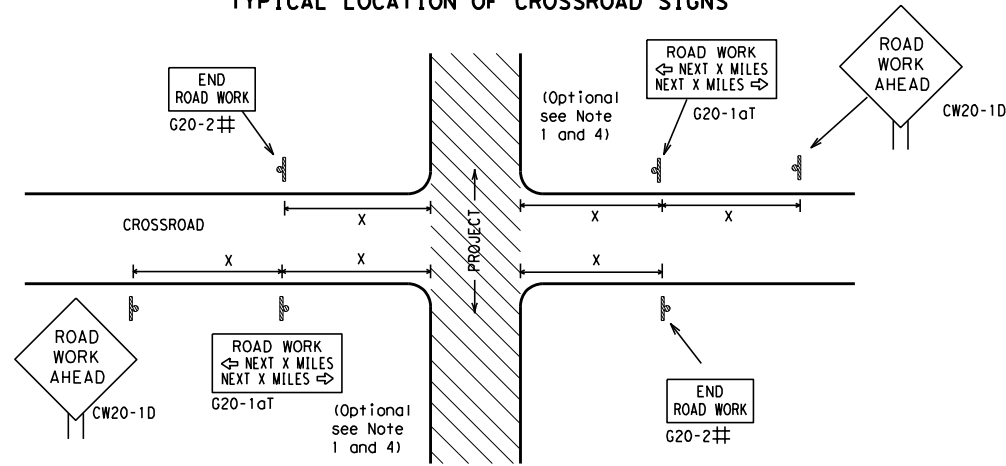 TYPICAL LOCATION OF CROSSROAD SIGNS
END
ROAD WORK
G20-2#
(Optional
see Note
1 and 4)
ROAD WORK
⇦ NEXT X MILES
NEXT X MILES ⇨
G20-1aT
ROAD
WORK
AHEAD
CW20-1D
X
X
X
CROSSROAD
PROJECT
X
X
X
ROAD
WORK
AHEAD
CW20-1D
ROAD WORK
⇦ NEXT X MILES
NEXT X MILES ⇨
G20-1aT
(Optional
see Note
1 and 4)
END
ROAD WORK
G20-2#